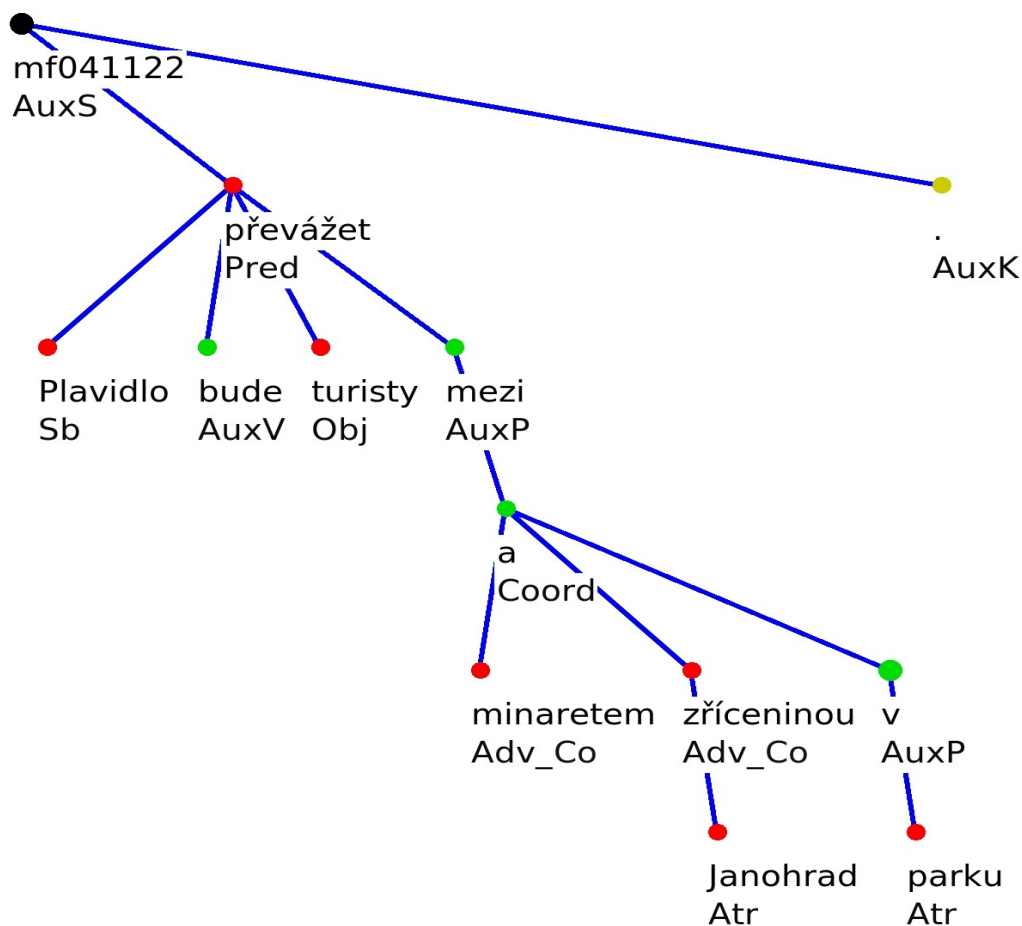 mf041122
AuxS
převážet
Pred
.
AuxK
Plavidlo
Sb
bude
AuxV
turisty
Obj
mezi
AuxP
a
Coord
minaretem
Adv_Co
zříceninou
Adv_Co
v
AuxP
Janohrad
Atr
parku
Atr